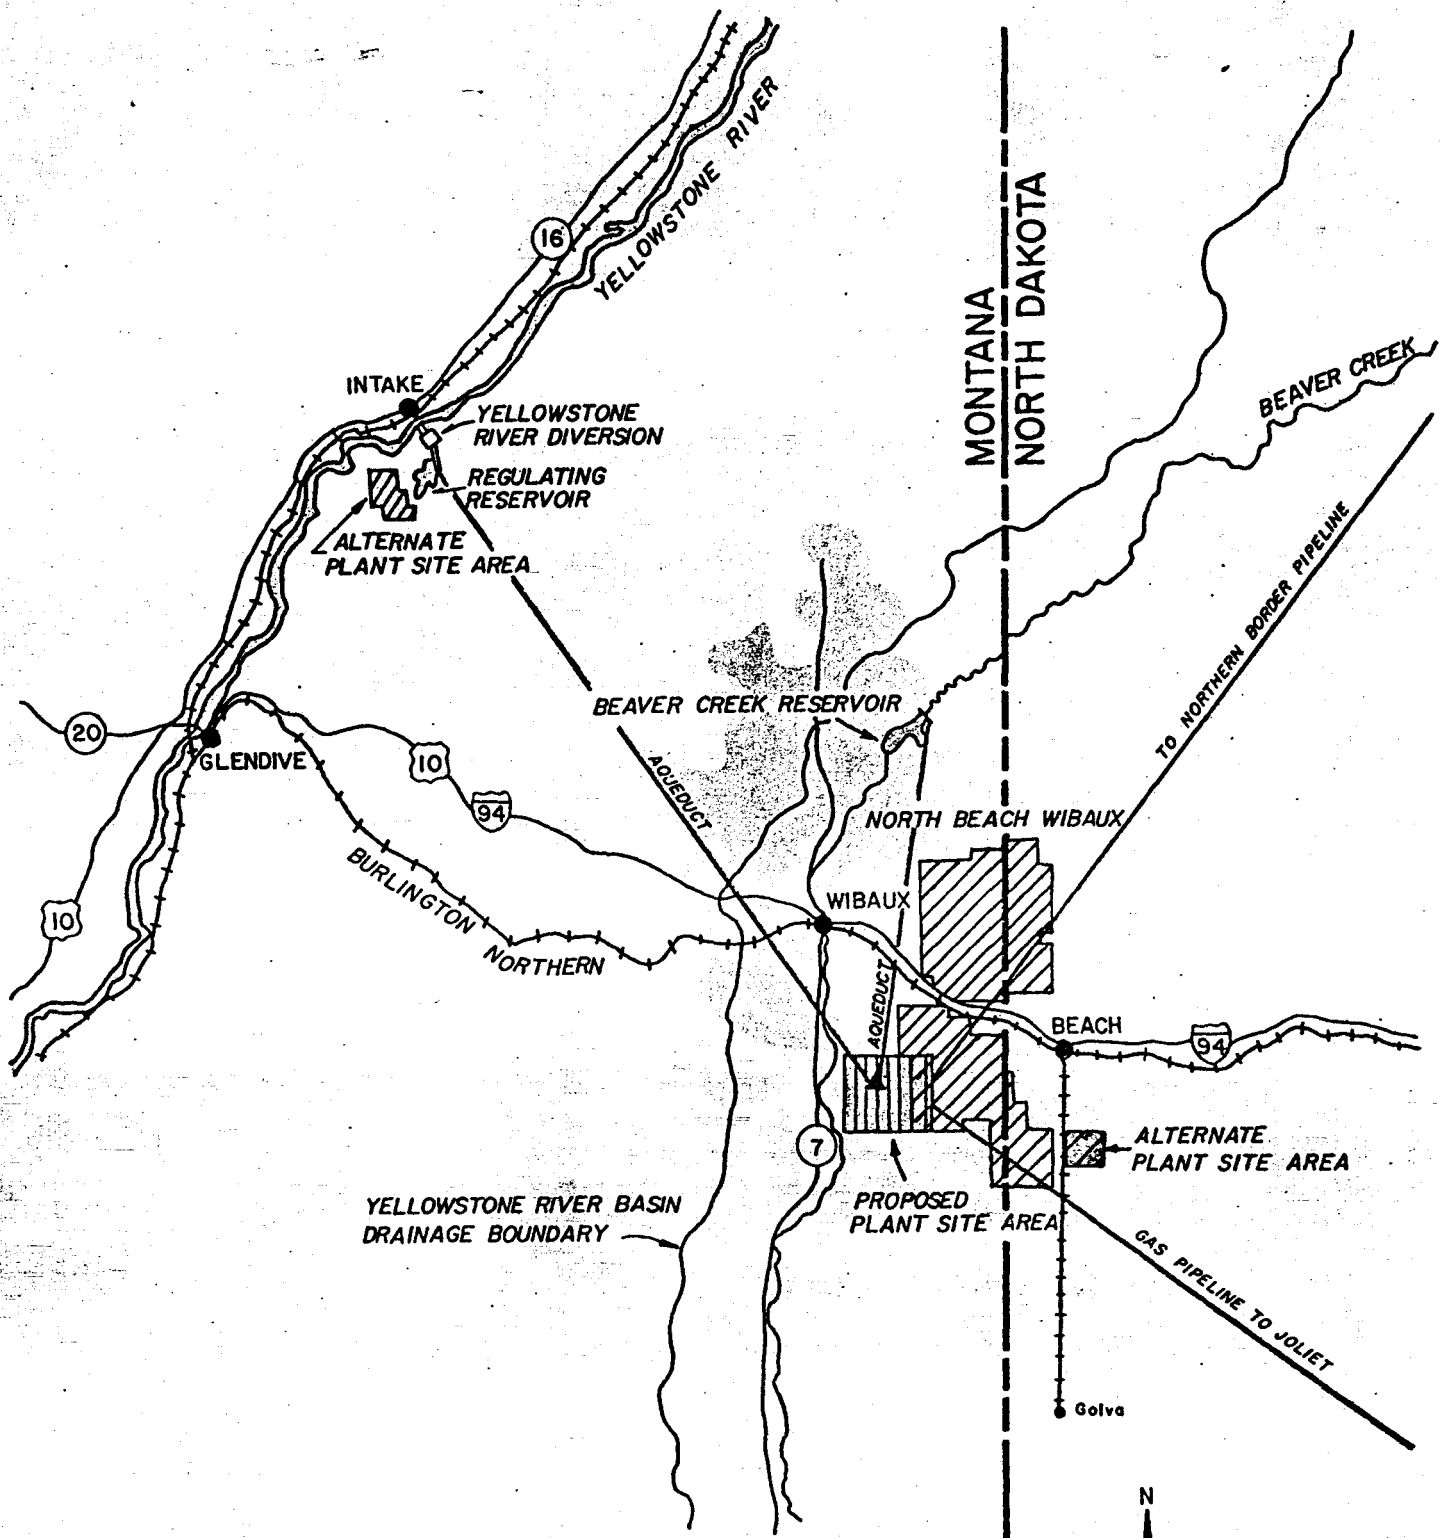 YELLOWSTONE RIVER
16
MONTANA
NORTH DAKOTA
BEAVER CREEK
INTAKE
YELLOWSTONE
RIVER DIVERSION
REGULATING
RESERVOIR
ALTERNATE
PLANT SITE AREA
TO NORTHERN BORDER PIPELINE
BEAVER CREEK RESERVOIR
20
GLENDIVE
10
94
AQUEDUCT
NORTH BEACH WIBAUX
BURLINGTON NORTHERN
10
WIBAUX
AQUEDUCT
BEACH
94
7
ALTERNATE
PLANT SITE AREA
YELLOWSTONE RIVER BASIN
DRAINAGE BOUNDARY
PROPOSED
PLANT SITE AREA
GAS PIPELINE TO JOLIET
Golva
N